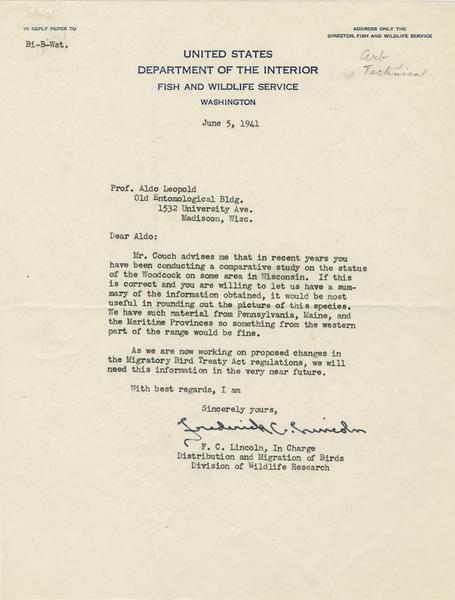 IN REPLY REFER TO
Bi-B-Wat.
ADDRESS ONLY THE
DIRECTOR, FISH AND WILDLIFE SERVICE
Technical
UNITED STATES
DEPARTMENT OF THE INTERIOR
FISH AND WILDLIFE SERVICE
WASHINGTON
June 5, 1941
Prof. Aldo Leopold
Old Entomological Bldg.
1532 University Ave.
Madiscon, Wisc.
Dear Aldo:
Mr. Couch advises me that in recent years you
have been conducting a comparative study on the status
of the Woodcock on some area in Wisconsin. If this
is correct and you are willing to let us have a sum-
mary of the information obtained, it would be most
useful in rounding out the picture of this species.
We have such material from Pennsylvania, Maine, and
the Maritime Provinces so something from the western
part of the range would be fine.
As we are now working on proposed changes in
the Migratory Bird Treaty Act regulations, we will
need this information in the very near future.
With best regards, I am
Sincerely yours,
Frederick C. Lincoln
F. C. Lincoln, In Charge
Distribution and Migration of Birds
Division of Wildlife Research